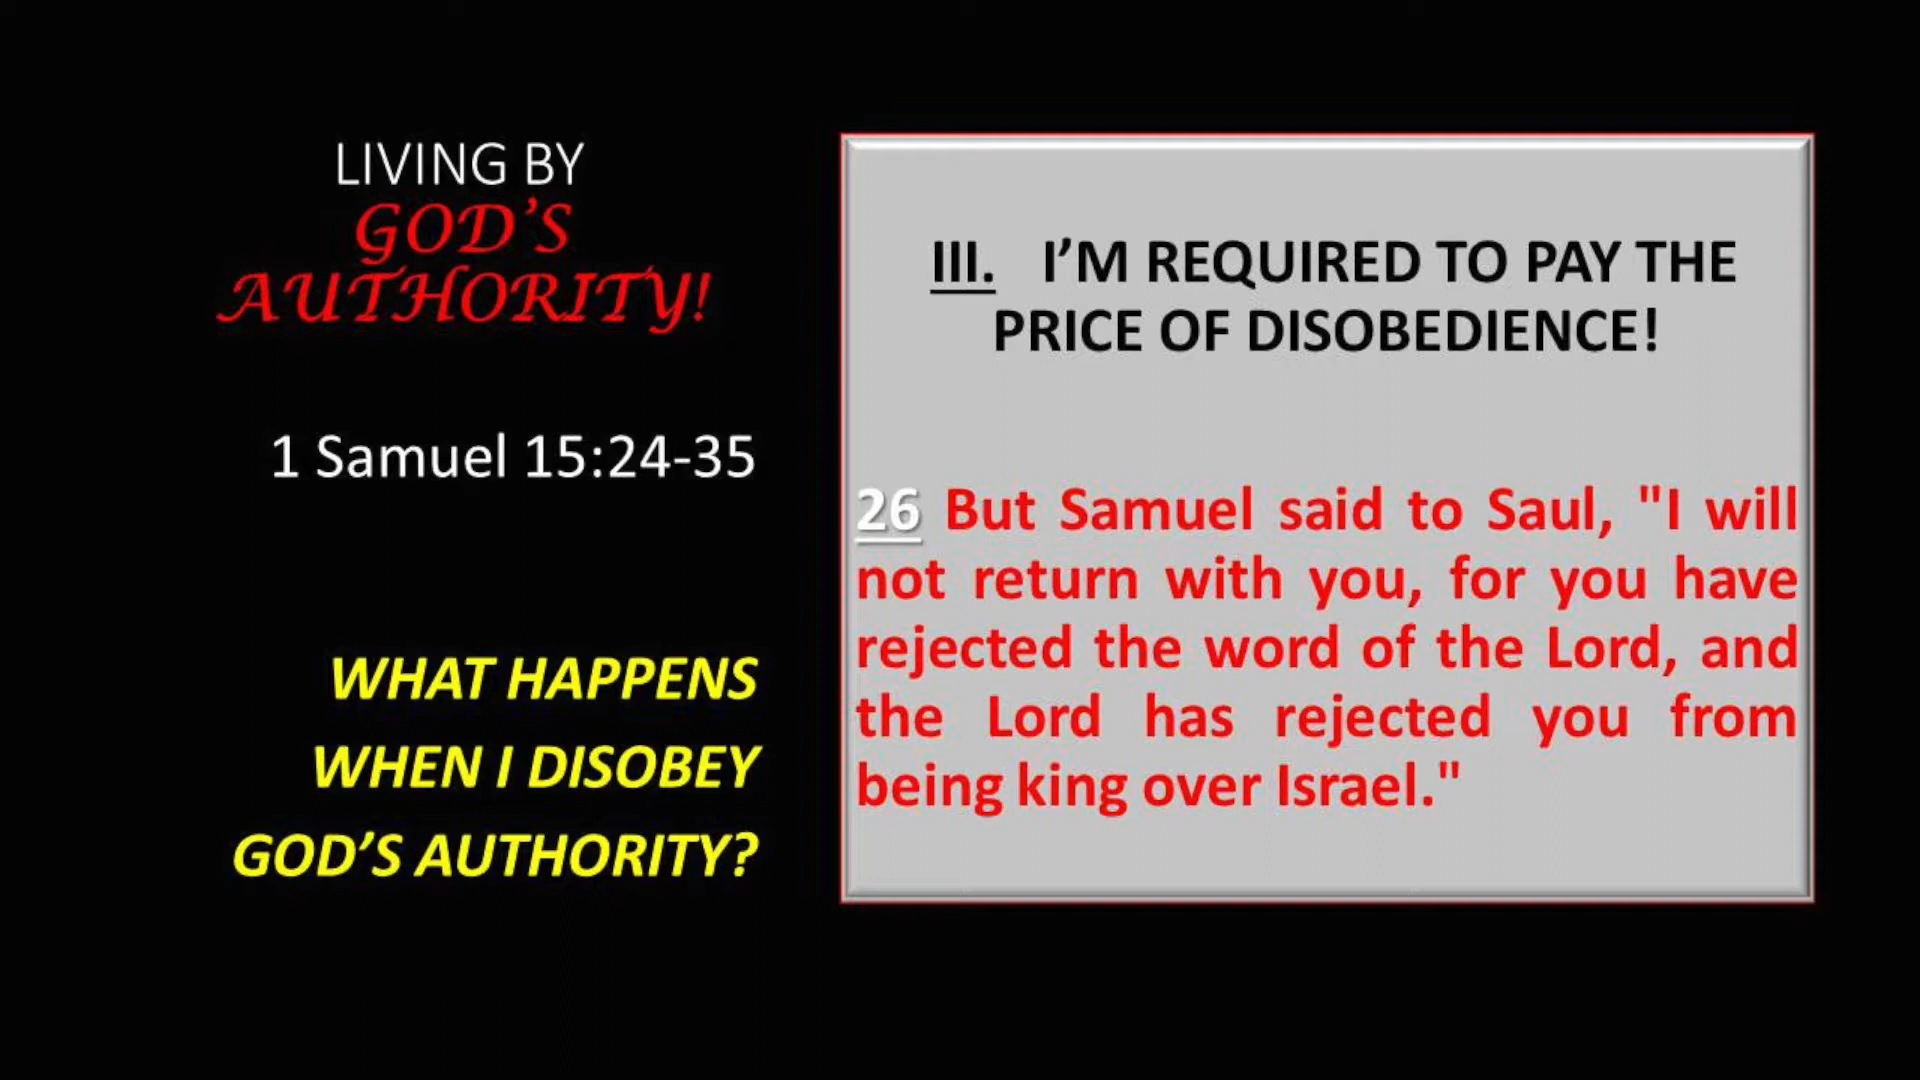 LIVING BY
GOD’S
AUTHORITY!
1 Samuel 15:24-35
WHAT HAPPENS
WHEN I DISOBEY
GOD’S AUTHORITY?
III. I’M REQUIRED TO PAY THE
PRICE OF DISOBEDIENCE!
26 But Samuel said to Saul, "I will
not return with you, for you have
rejected the word of the Lord, and
the Lord has rejected you from
being king over Israel."